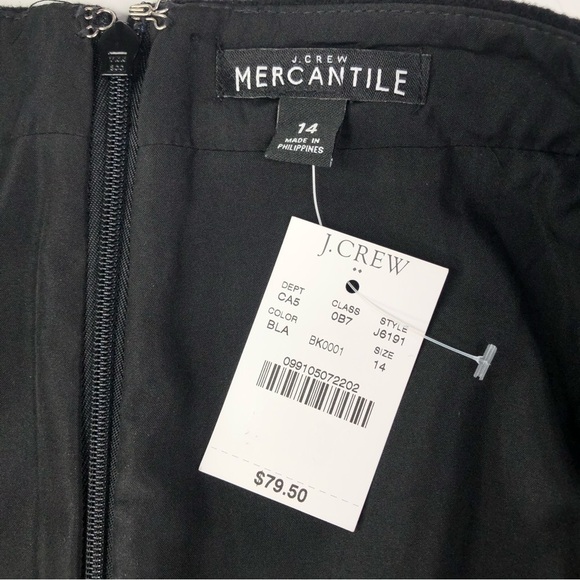 J.CREW
MERCANTILE
14
MADE IN
PHILIPPINES
J.CREW
DEPT CLASS STYLE
CA5 0B7 J6191
COLOR SIZE
BLA BK0001 14
099105072202
$79.50